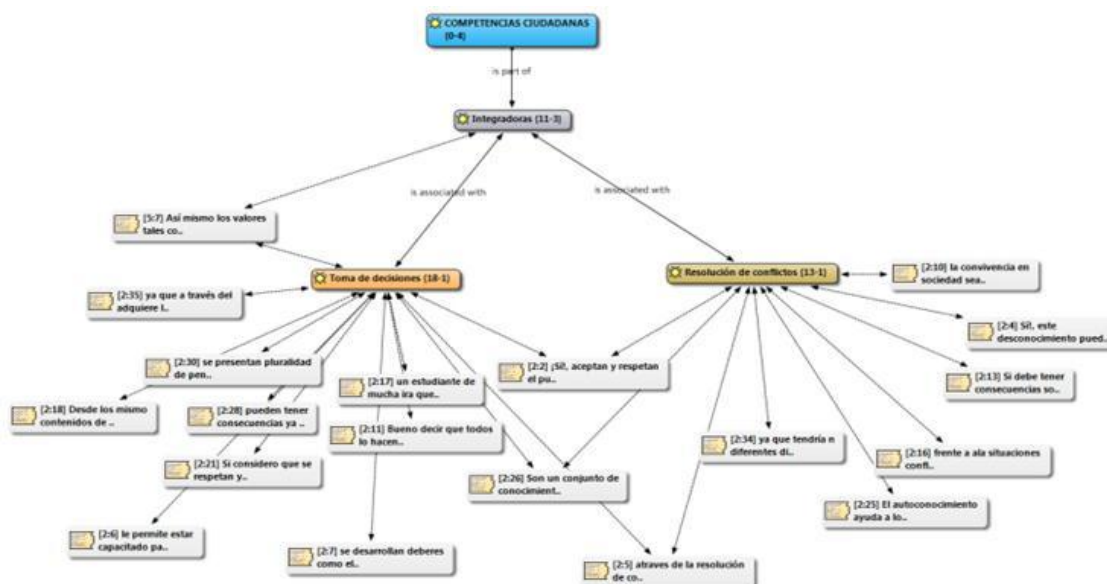 COMPETENCIAS CIUDADANAS
(0-4)
is part of
Integradoras (11-3)
is associated with
is associated with
[5:7] Así mismo los valores
tales co..
Toma de decisiones (18-1)
Resolución de conflictos (13-1)
[2:10] la convivencia en
sociedad sea..
[2:35] ya que a través del
adquiere l..
[2:4] Sí!, este
desconocimiento pued..
[2:30] se presentan pluralidad
de pen..
[2:2] ¡Sí!, aceptan y respetan
el pu..
[2:13] Si debe tener
consecuencias so..
[2:17] un estudiante de
mucha ira que..
[2:18] Desde los mismo
contenidos de ..
[2:28] pueden tener
consecuencias ya ..
[2:11] Bueno decir que todos
lo hacen..
[2:34] ya que tendría n
diferentes di..
[2:16] frente a ala situaciones
confl..
[2:21] Si considero que se
respetan y..
[2:26] Son un conjunto de
conocimient..
[2:25] El autoconocimiento
ayuda a lo..
[2:6] le permite estar
capacitado pa..
[2:7] se desarrollan deberes
como el..
[2:5] atraves de la resolución
de co..